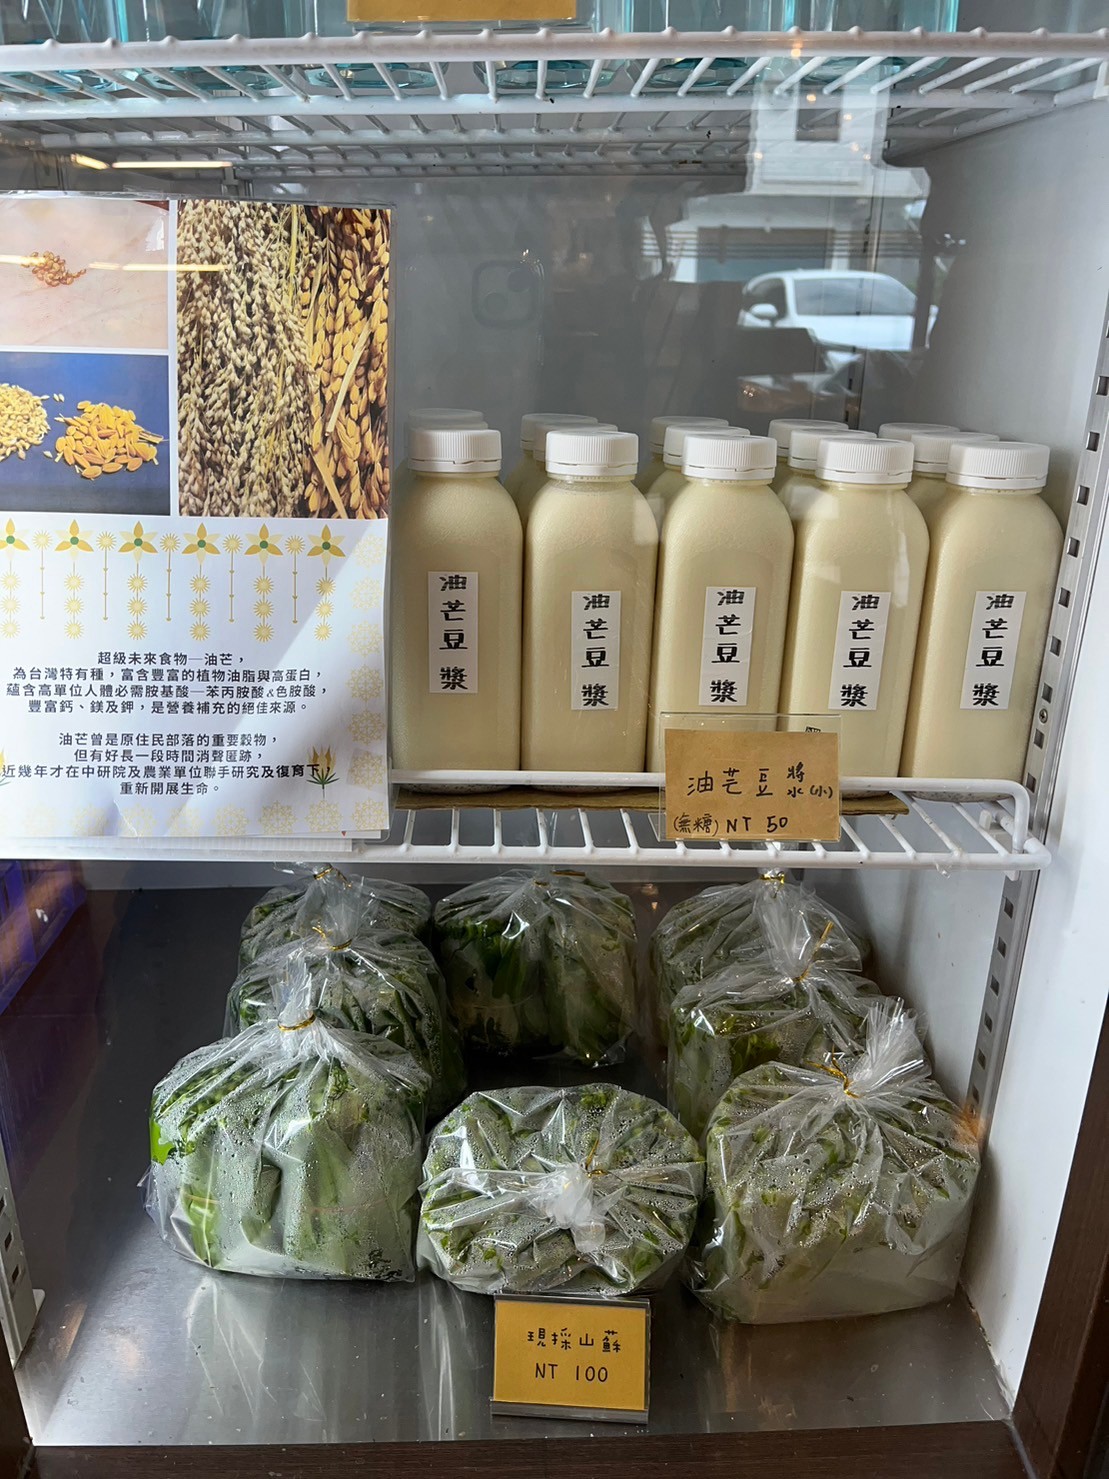 超級未來食物─油芒，
為台灣特有種，富含豐富的植物油脂與高蛋白，
蘊含高單位人體必需胺基酸─苯丙胺酸&色胺酸，
豐富鈣、鎂及鉀，是營養補充的絕佳來源。
油芒曾是原住民部落的重要穀物，
但有好長一段時間消聲匿跡，
近幾年才在中研院及農業單位聯手研究及復育下，
重新開展生命。
油芒豆漿
油芒豆漿
油芒豆漿
油芒豆漿
油芒豆漿
油芒豆漿(小)
(無糖) NT 50
現採山蘇
NT 100